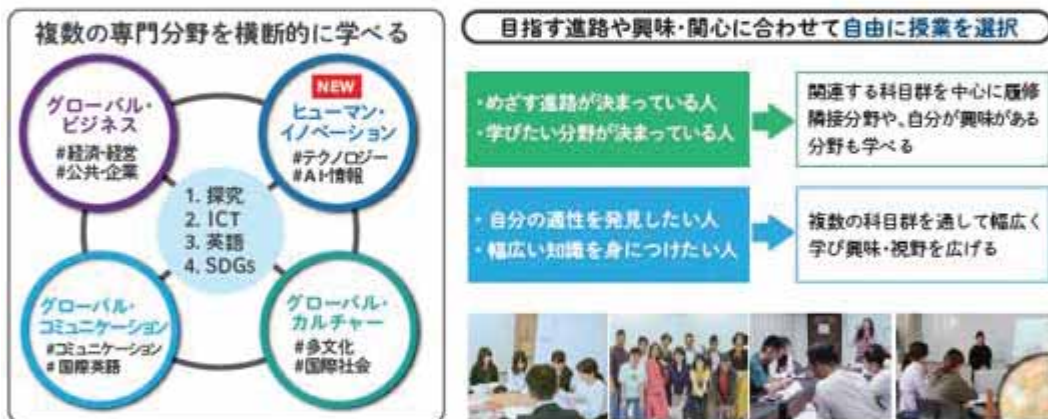 複数の専門分野を横断的に学べる
グローバル・
ビジネス
#経済・経営
#公共・企業
NEW
ヒューマン・
イノベーション
#テクノロジー
#AI・情報
1. 探究
2. ICT
3. 英語
4. SDGs
グローバル・
コミュニケーション
#コミュニケーション
#国際英語
グローバル・
カルチャー
#多文化
#国際社会
目指す進路や興味・関心に合わせて自由に授業を選択
・めざす進路が決まっている人
・学びたい分野が決まっている人
関連する科目群を中心に履修
隣接分野や、自分が興味がある
分野も学べる
・自分の適性を発見したい人
・幅広い知識を身につけたい人
複数の科目群を通して幅広く
学び興味・視野を広げる